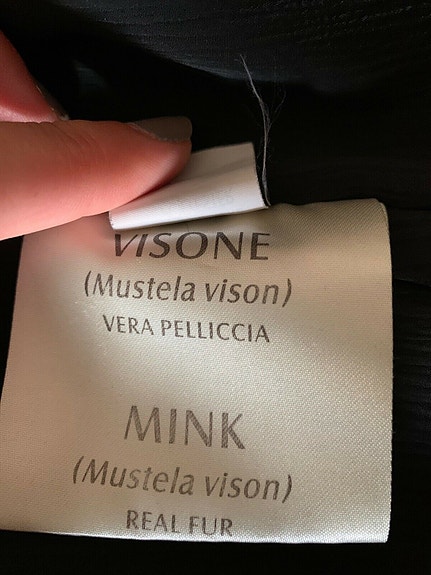 VISONE
(Mustela vison)
VERA PELLICCIA
MINK
(Mustela vison)
REAL FUR